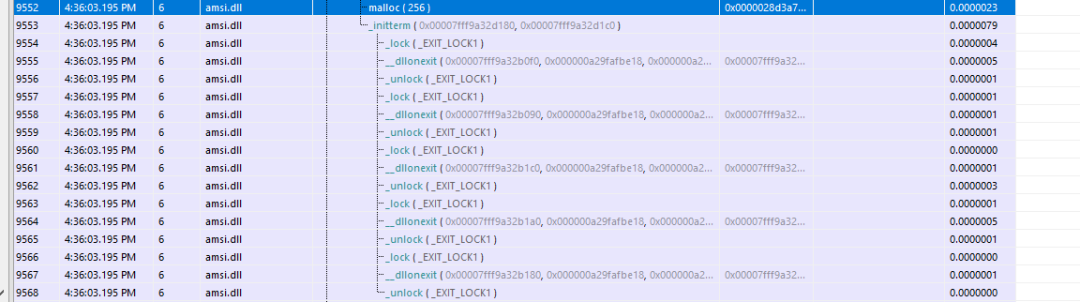 9552 4:36:03.195 PM 6 amsi.dll malloc ( 256 ) 0x0000028d3a7... 0.0000023
9553 4:36:03.195 PM 6 amsi.dll _initterm ( 0x00007fff9a32d180, 0x00007fff9a32d1c0 ) 0.0000079
9554 4:36:03.195 PM 6 amsi.dll _lock ( _EXIT_LOCK1 ) 0.0000004
9555 4:36:03.195 PM 6 amsi.dll __dllonexit ( 0x00007fff9a32b0f0, 0x000000a29fafbe18, 0x000000a2... 0x00007fff9a32... 0.0000005
9556 4:36:03.195 PM 6 amsi.dll _unlock ( _EXIT_LOCK1 ) 0.0000001
9557 4:36:03.195 PM 6 amsi.dll _lock ( _EXIT_LOCK1 ) 0.0000001
9558 4:36:03.195 PM 6 amsi.dll __dllonexit ( 0x00007fff9a32b090, 0x000000a29fafbe18, 0x000000a2... 0x00007fff9a32... 0.0000001
9559 4:36:03.195 PM 6 amsi.dll _unlock ( _EXIT_LOCK1 ) 0.0000001
9560 4:36:03.195 PM 6 amsi.dll _lock ( _EXIT_LOCK1 ) 0.0000000
9561 4:36:03.195 PM 6 amsi.dll __dllonexit ( 0x00007fff9a32b1c0, 0x000000a29fafbe18, 0x000000a2... 0x00007fff9a32... 0.0000001
9562 4:36:03.195 PM 6 amsi.dll _unlock ( _EXIT_LOCK1 ) 0.0000003
9563 4:36:03.195 PM 6 amsi.dll _lock ( _EXIT_LOCK1 ) 0.0000001
9564 4:36:03.195 PM 6 amsi.dll __dllonexit ( 0x00007fff9a32b1a0, 0x000000a29fafbe18, 0x000000a2... 0x00007fff9a32... 0.0000005
9565 4:36:03.195 PM 6 amsi.dll _unlock ( _EXIT_LOCK1 ) 0.0000001
9566 4:36:03.195 PM 6 amsi.dll _lock ( _EXIT_LOCK1 ) 0.0000000
9567 4:36:03.195 PM 6 amsi.dll __dllonexit ( 0x00007fff9a32b180, 0x000000a29fafbe18, 0x000000a2... 0x00007fff9a32... 0.0000001
9568 4:36:03.195 PM 6 amsi.dll _unlock ( _EXIT_LOCK1 ) 0.0000000